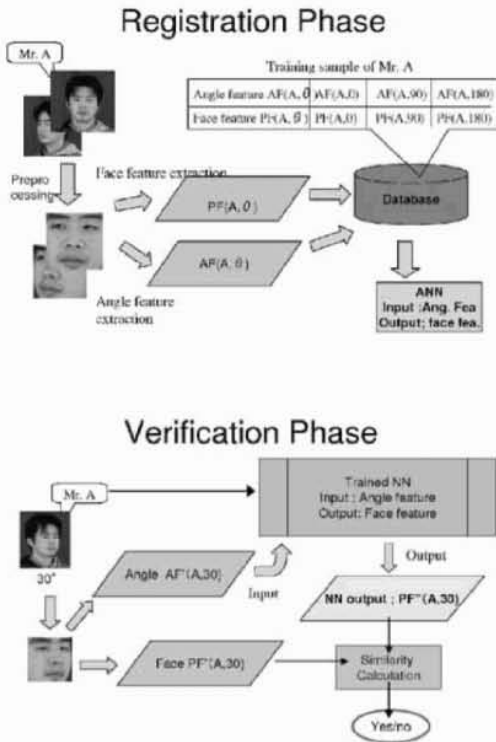 Registration Phase
Mr. A
Training sample of Mr. A
Angle feature AF(A,θ) AF(A,0) AF(A,90) AF(A,180)
Face feature PF(A,θ) PF(A,0) PF(A,90) PF(A,180)
Prepro
cessing
Face feature extraction
PF(A,θ)
Database
AF(A,θ)
Angle feature
extraction
ANN
Input ;Ang. Fea
Output; face fea.
Verification Phase
Mr. A
Trained NN
Input ; Angle feature
Output: Face feature
30°
Angle AF"(A,30)
Input
Output
NN output ; PF"'(A,30)
Face PF"(A,30)
Similarity
Calculation
Yes/no